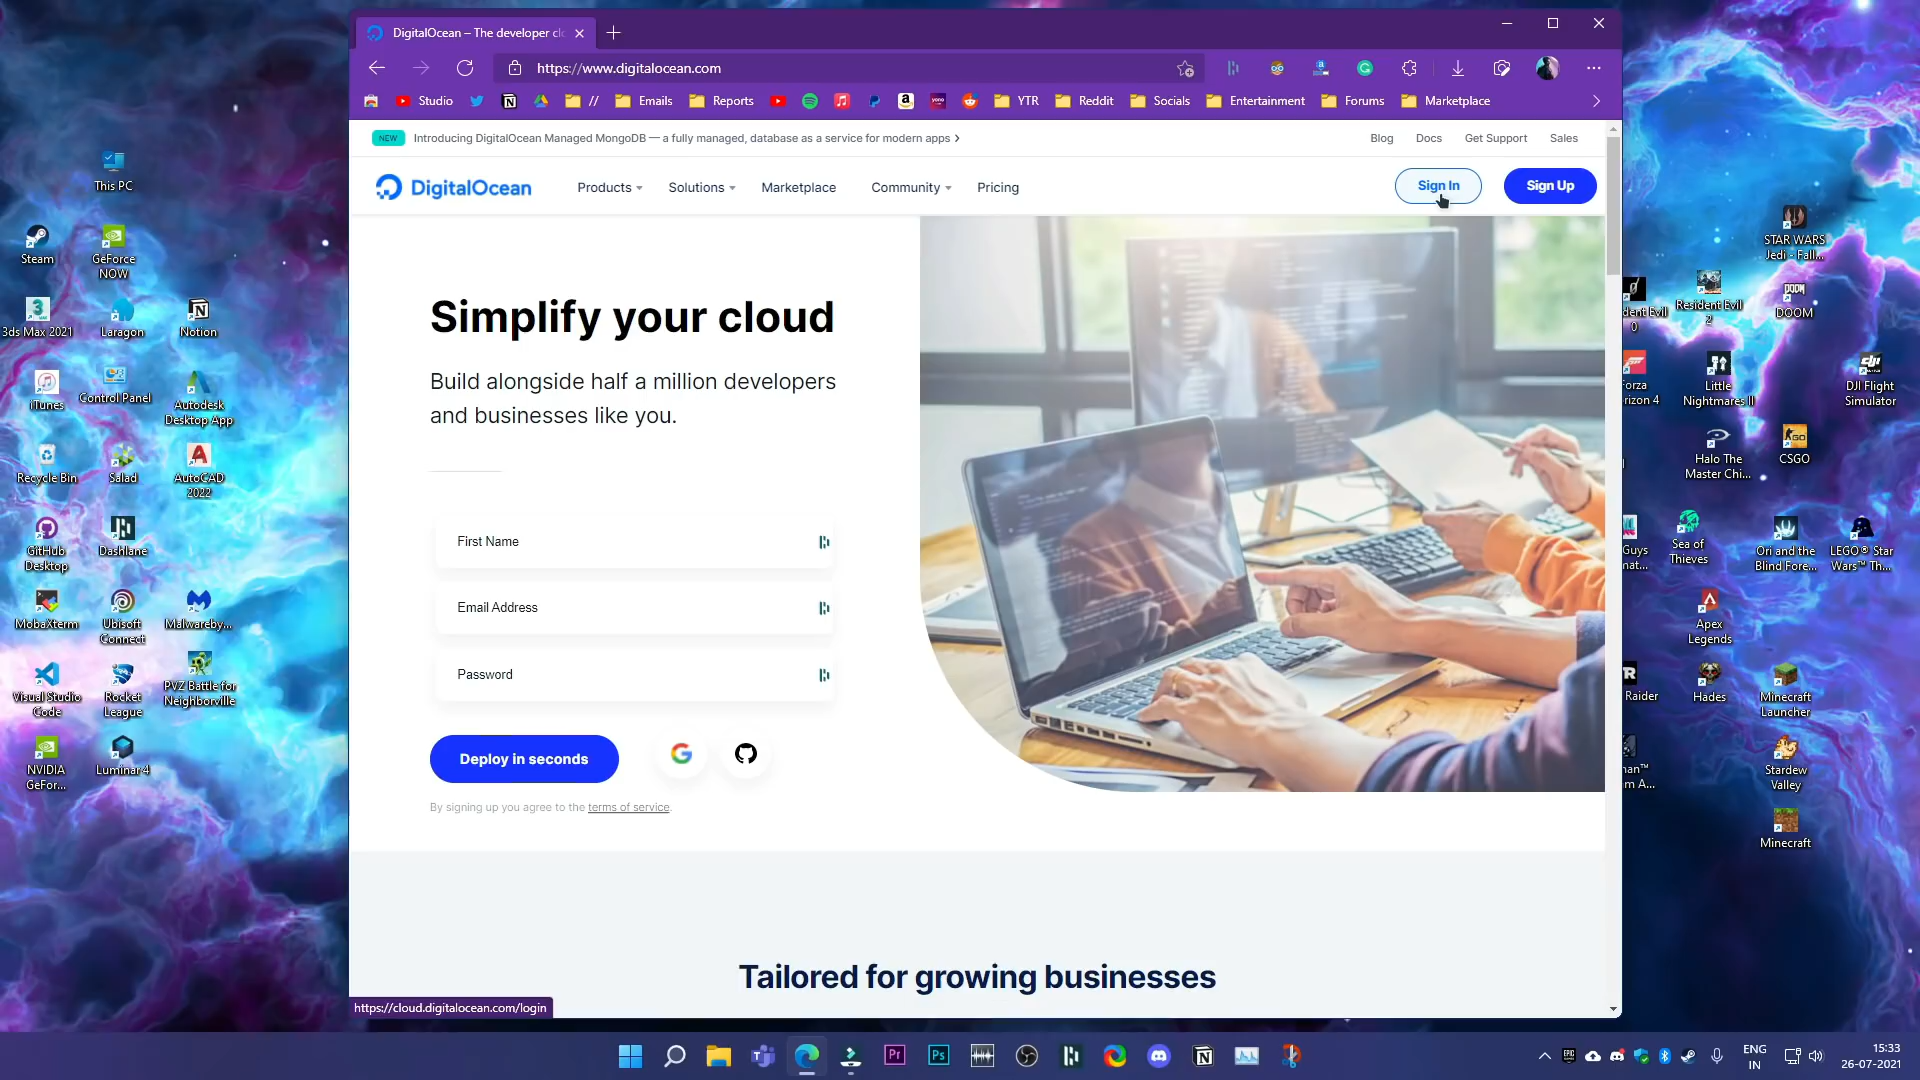 DigitalOcean – The developer cl
https://www.digitalocean.com
Studio
//
Emails
Reports
YTR
Reddit
Socials
Entertainment
Forums
Marketplace
NEW
Introducing DigitalOcean Managed MongoDB — a fully managed, database as a service for modern apps
Blog
Docs
Get Support
Sales
DigitalOcean
Products
Solutions
Marketplace
Community
Pricing
Sign In
Sign Up
Simplify your cloud
Build alongside half a million developers
and businesses like you.
First Name
Email Address
Password
Deploy in seconds
By signing up you agree to the terms of service.
Tailored for growing businesses
https://cloud.digitalocean.com/login
This PC
Steam
GeForce
NOW
3ds Max 2021
Laragon
Notion
iTunes
Control Panel
Autodesk
Desktop App
Recycle Bin
Salad
AutoCAD
2022
GitHub
Desktop
Dashlane
MobaXterm
Ubisoft
Connect
Malwareby...
Visual Studio
Code
Rocket
League
PVZ Battle for
Neighborville
NVIDIA
GeFor...
Luminar 4
STAR WARS
Jedi - Fall...
dent Evil
0
Resident Evil
2
DOOM
orza
rizon 4
Little
Nightmares II
DJI Flight
Simulator
Halo The
Master Chi...
CSGO
Guys
nat...
Sea of
Thieves
Ori and the
Blind Fore...
LEGO® Star
Wars™ Th...
Apex
Legends
Raider
Hades
Minecraft
Launcher
man™
m A...
Stardew
Valley
Minecraft
ENG
IN
15:33
26-07-2021